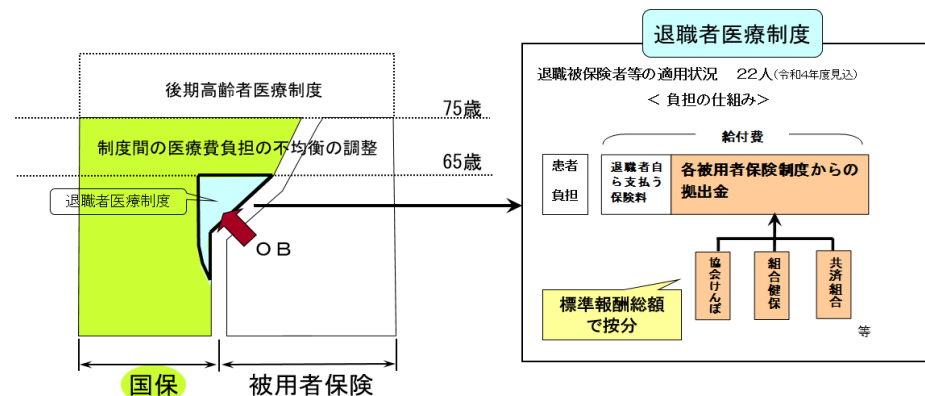 後期高齢者医療制度
75歳
制度間の医療費負担の不均衡の調整
65歳
退職者医療制度
ＯＢ
国保
被用者保険
退職者医療制度
退職被保険者等の適用状況　22人(令和4年度見込)
＜ 負担の仕組み＞
給付費
患者
負担
退職者自
ら支払う
保険料
各被用者保険制度からの
拠出金
協会けんぽ
組合健保
共済組合
等
標準報酬総額
で按分